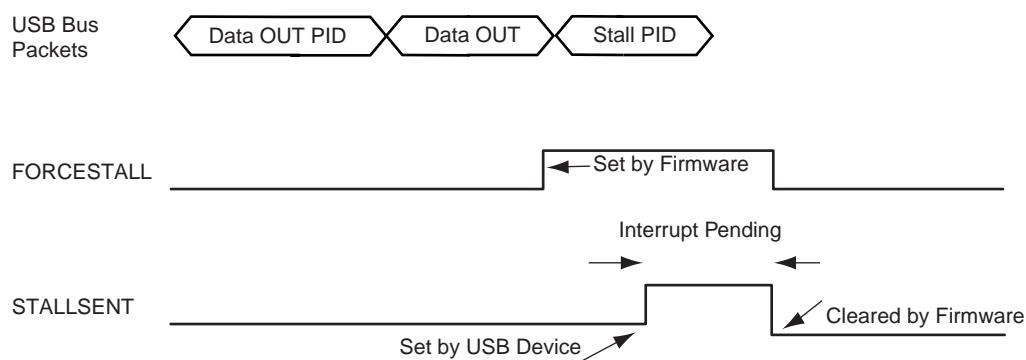 USB Bus
Packets
Data OUT PID
Data OUT
Stall PID
FORCESTALL
Set by Firmware
Interrupt Pending
STALLSENT
Cleared by Firmware
Set by USB Device